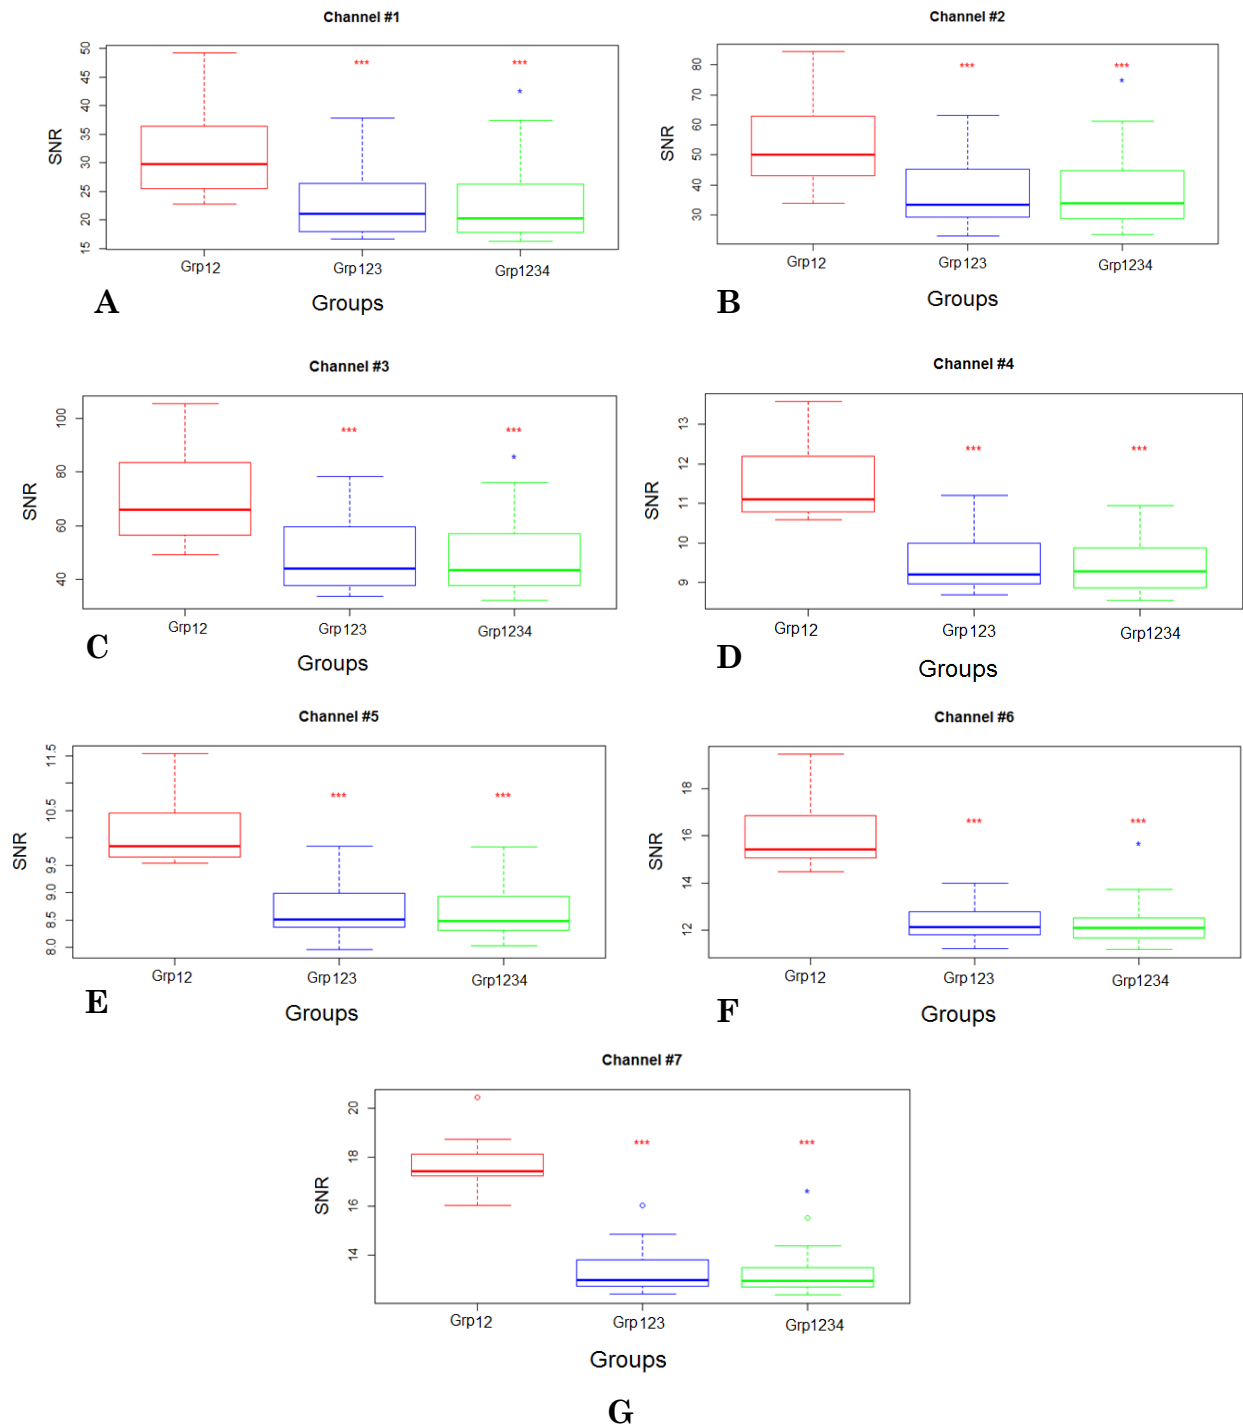 Channel #1
50
45
40
35
30
25
20
15
SNR
***
***
*
Grp12 Grp123 Grp1234
Groups
A
Channel #2
80
70
60
50
40
30
SNR
***
***
*
Grp12 Grp123 Grp1234
Groups
B
Channel #3
100
80
60
40
SNR
***
***
*
Grp12 Grp123 Grp1234
Groups
C
Channel #4
13
12
11
10
9
SNR
***
***
Grp12 Grp123 Grp1234
Groups
D
Channel #5
11.5
10.5
9.5
9.0
8.5
8.0
SNR
***
***
Grp12 Grp123 Grp1234
Groups
E
Channel #6
18
16
14
12
SNR
***
***
*
Grp12 Grp123 Grp1234
Groups
F
Channel #7
20
18
16
14
SNR
***
***
*
Grp12 Grp123 Grp1234
Groups
G